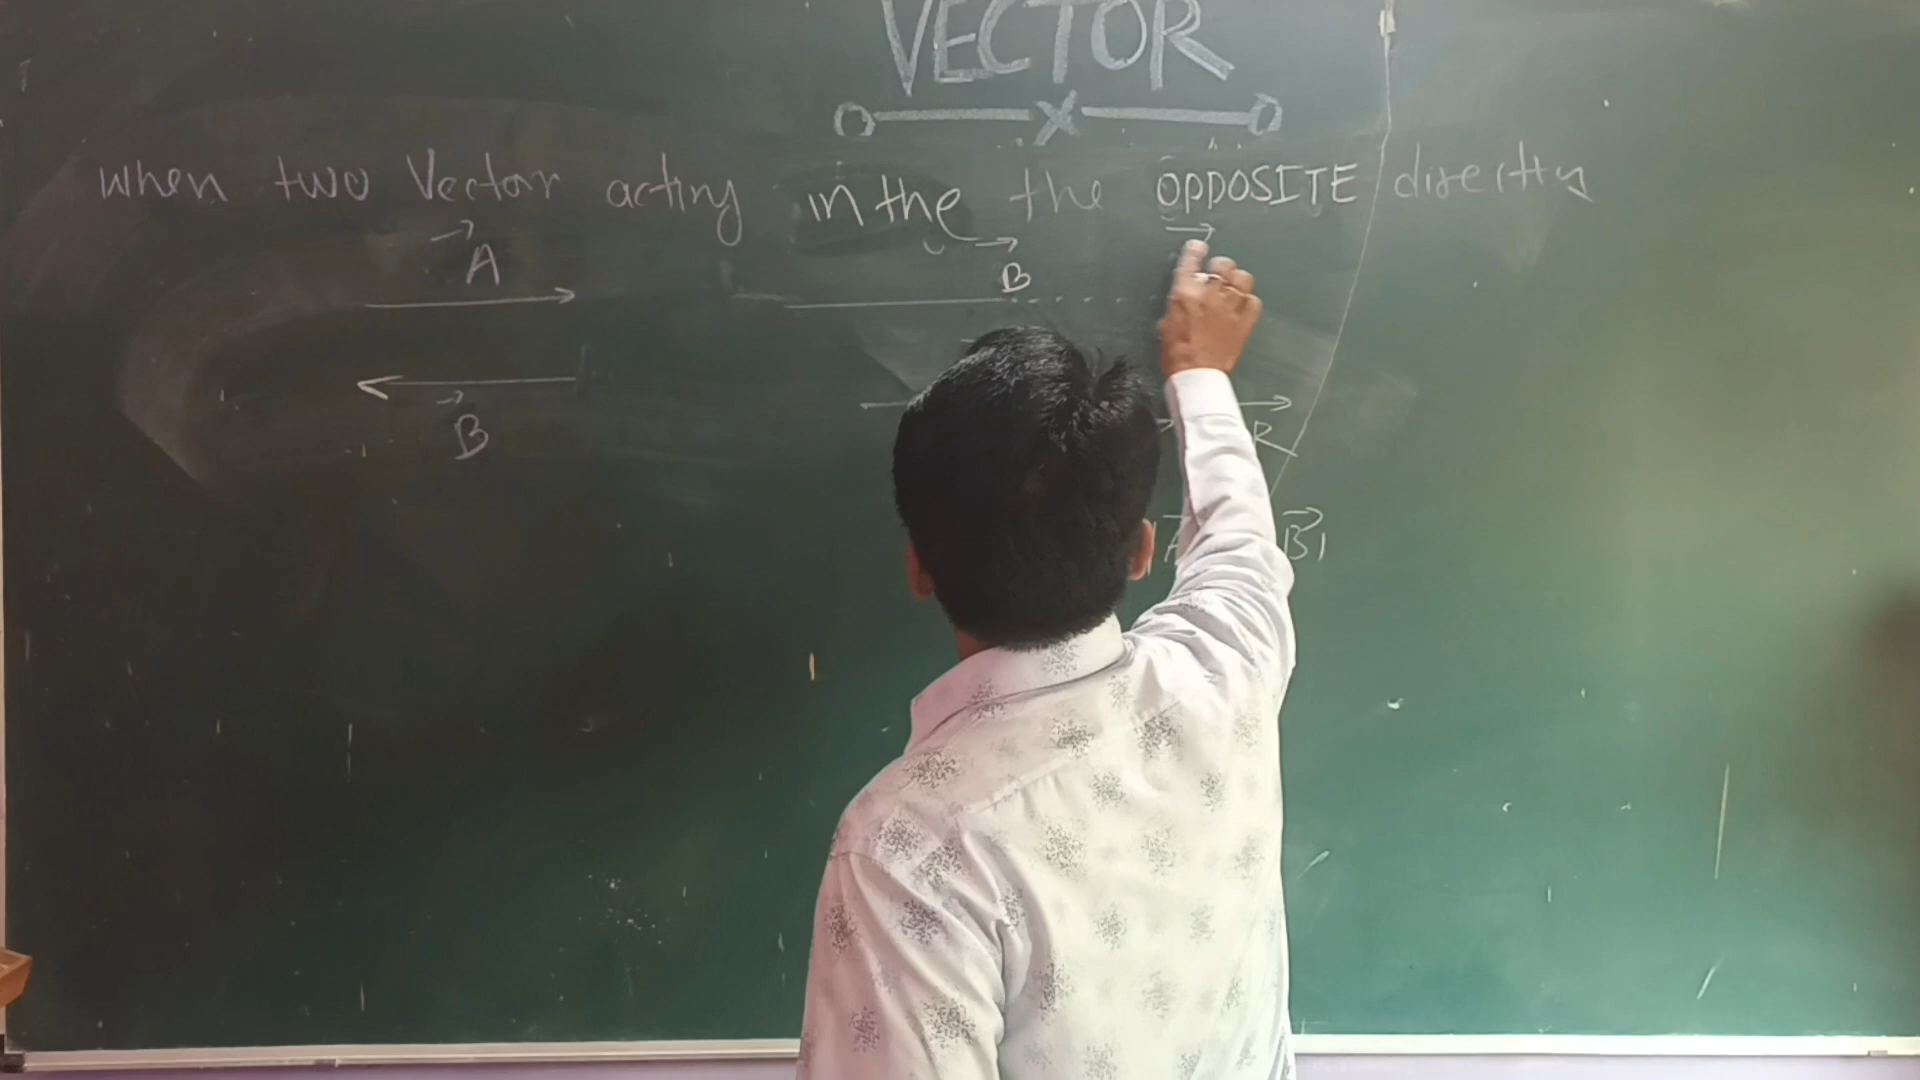 VECTOR
when two Vector acting in the the OPPOSITE directly
A
B
B
R
B